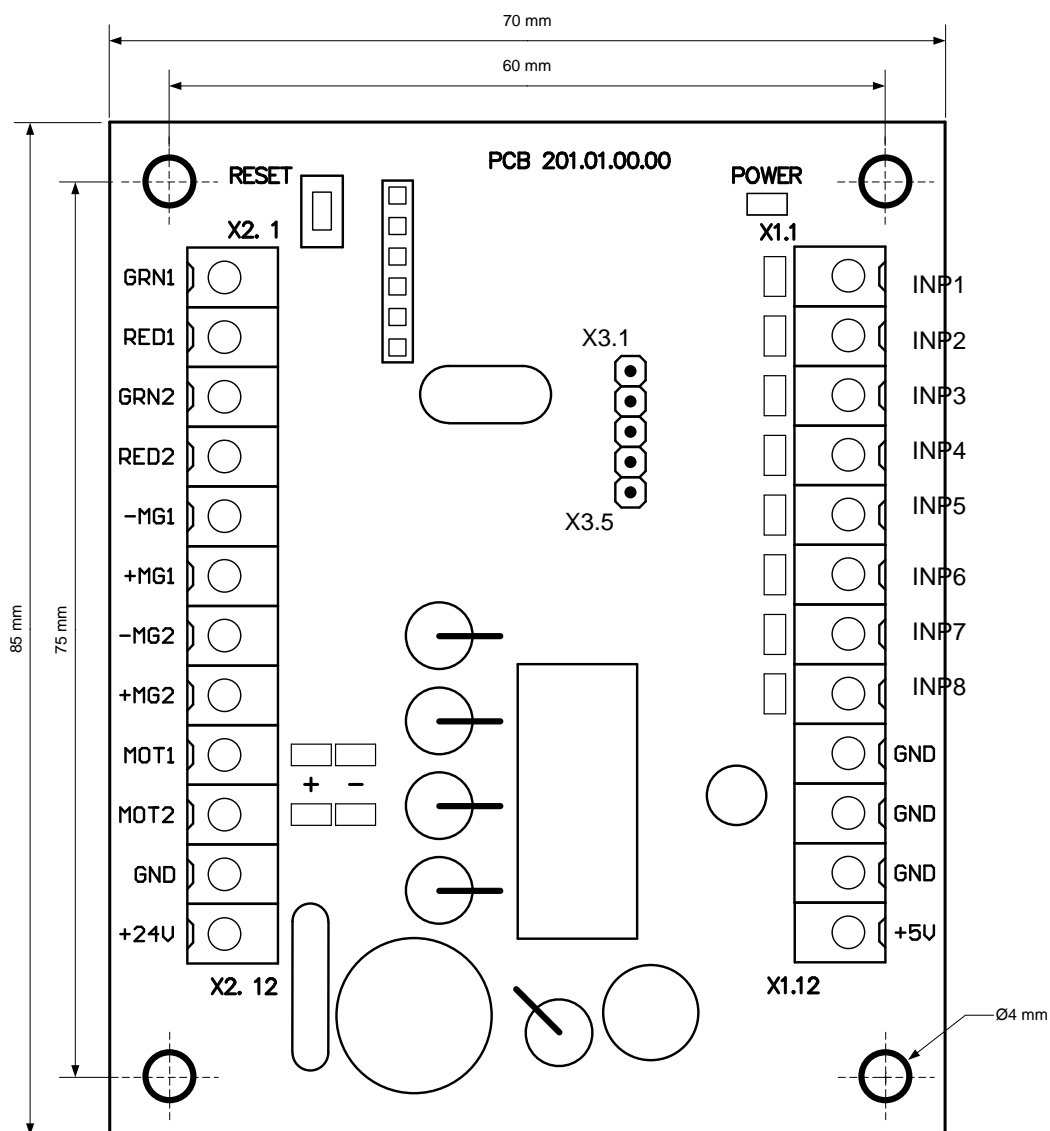 70 mm
60 mm
PCB 201.01.00.00
RESET
POWER
X2. 1
X1.1
GRN1
INP1
RED1
INP2
X3.1
GRN2
INP3
RED2
INP4
-MG1
INP5
X3.5
+MG1
INP6
-MG2
INP7
+MG2
INP8
MOT1
GND
+ -
MOT2
GND
GND
GND
+24V
+5V
X2. 12
X1.12
Ø4 mm
85 mm
75 mm